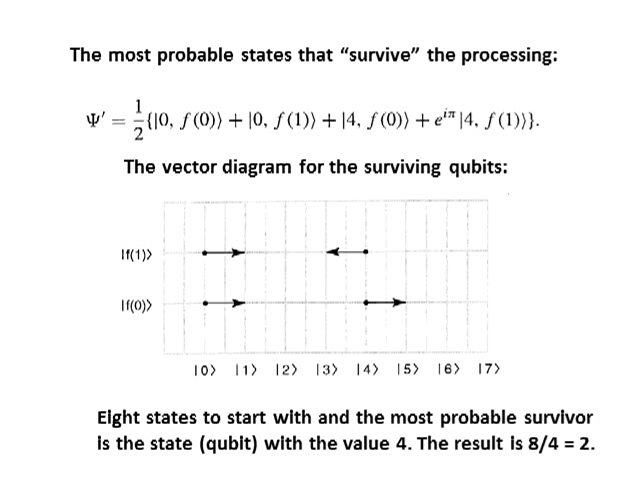 The most probable states that “survive” the processing:
Ψ′ = 1/2 {|0, f(0)⟩ + |0, f(1)⟩ + |4, f(0)⟩ + e^{iπ} |4, f(1)⟩}.
The vector diagram for the surviving qubits:
|f(1)⟩
|f(0)⟩
|0⟩ |1⟩ |2⟩ |3⟩ |4⟩ |5⟩ |6⟩ |7⟩
Eight states to start with and the most probable survivor
is the state (qubit) with the value 4. The result is 8/4 = 2.